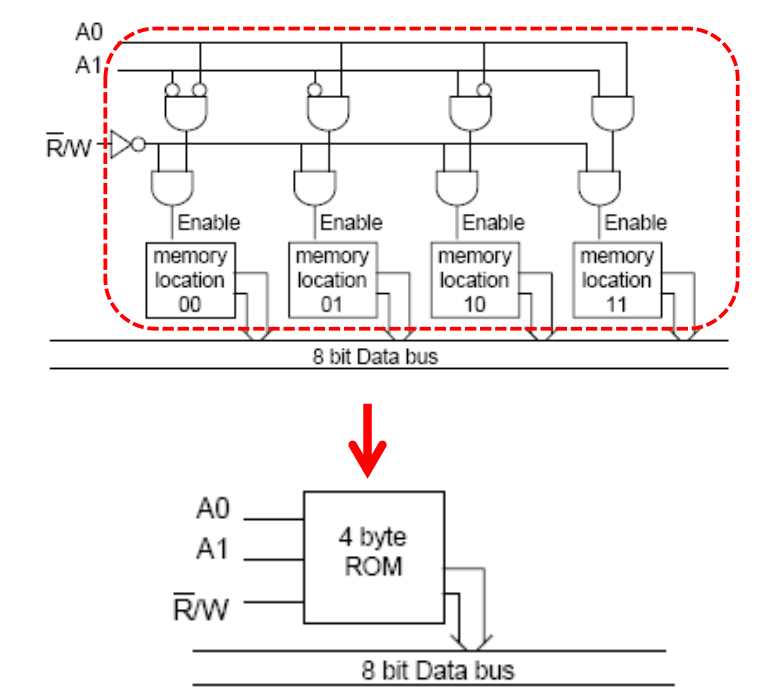 A0
A1
R̅/W
Enable
Enable
Enable
Enable
memory
location
00
memory
location
01
memory
location
10
memory
location
11
8 bit Data bus
A0
A1
R̅/W
4 byte
ROM
8 bit Data bus